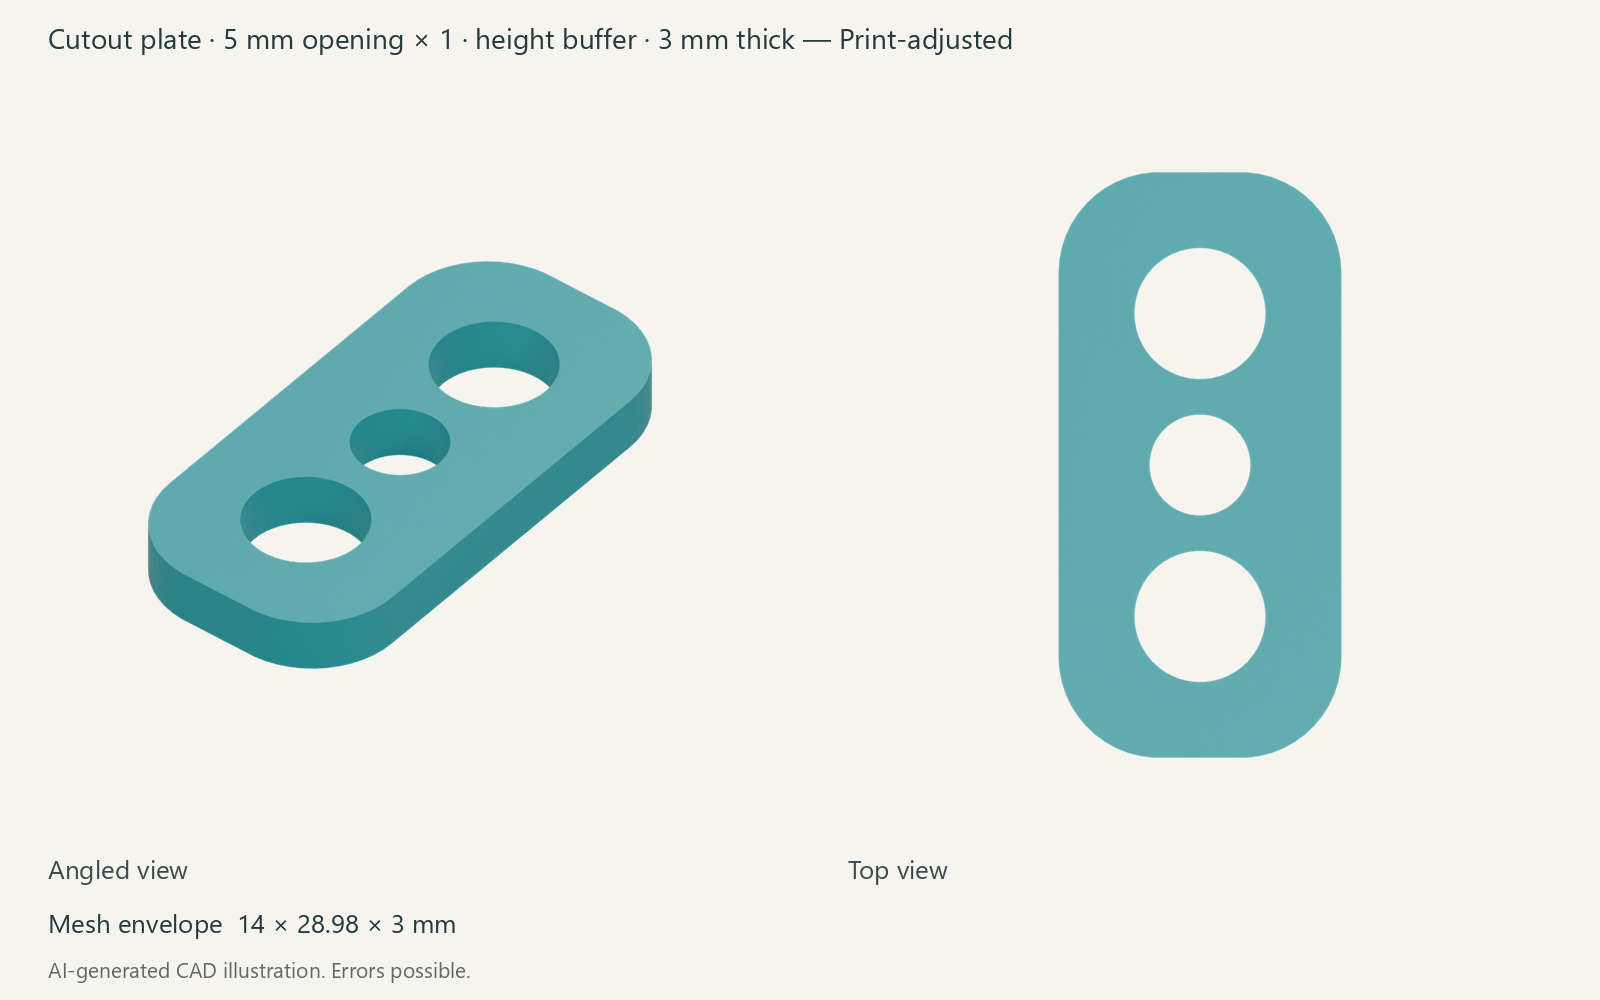 Cutout plate · 5 mm opening × 1 · height buffer · 3 mm thick — Print-adjusted
Angled view
Top view
Mesh envelope 14 × 28.98 × 3 mm
AI-generated CAD illustration. Errors possible.